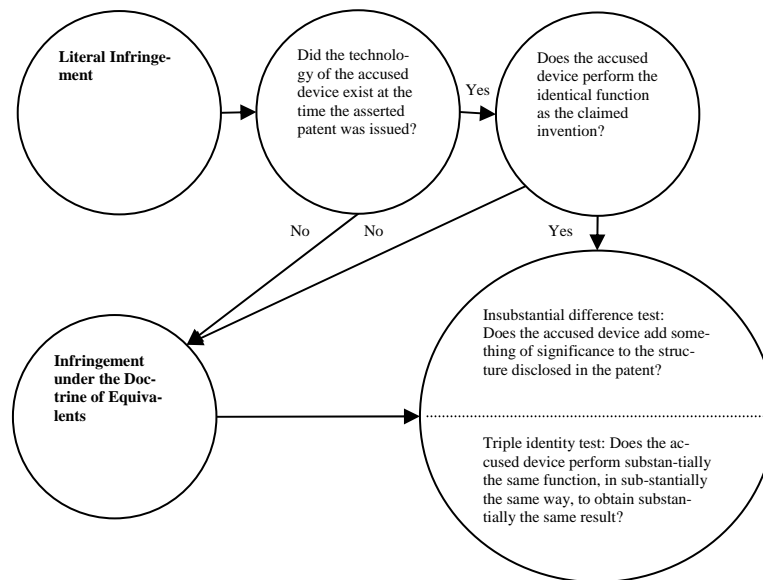 Literal Infringe-
ment
Did the technolo-
gy of the accused
device exist at the
time the asserted
patent was issued?
Yes
Does the accused
device perform the
identical function
as the claimed
invention?
No
No
Yes
Infringement
under the Doc-
trine of Equiva-
lents
Insubstantial difference test:
Does the accused device add some-
thing of significance to the struc-
ture disclosed in the patent?
Triple identity test: Does the ac-
cused device perform substan-tially
the same function, in sub-stantially
the same way, to obtain substan-
tially the same result?